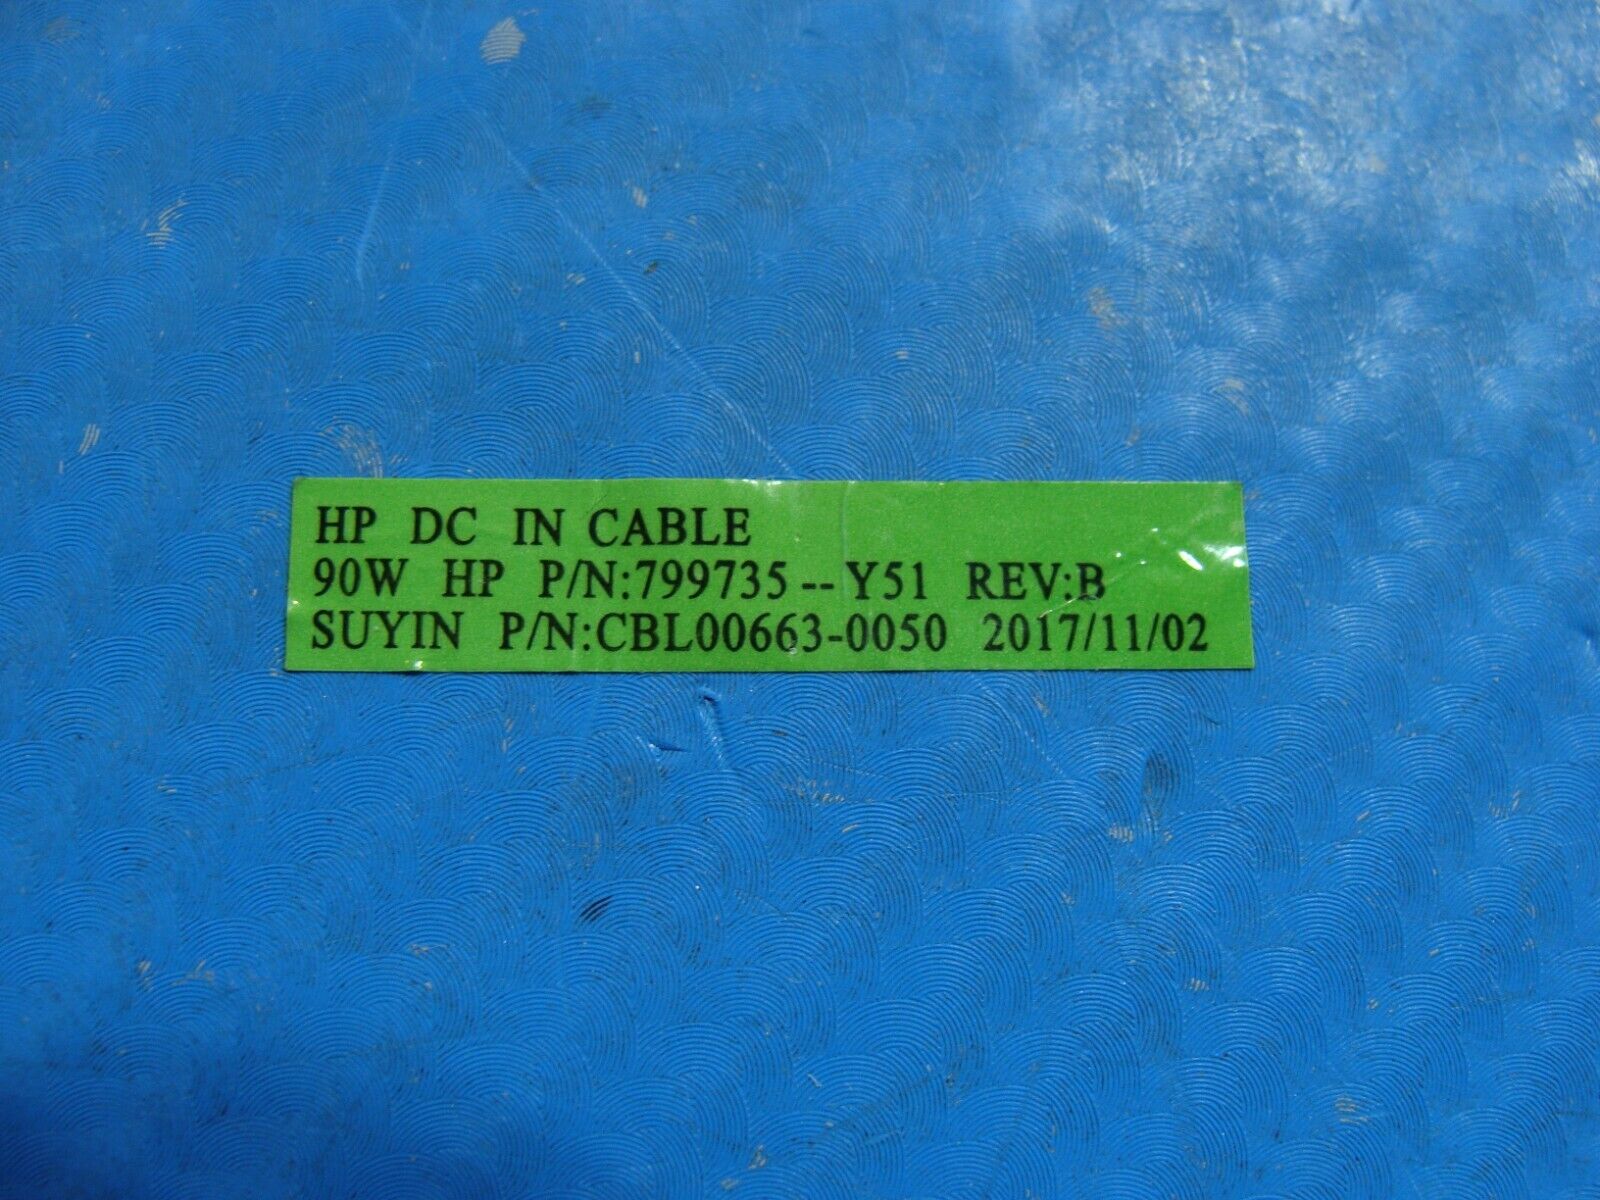 HP DC IN CABLE
90W HP P/N:799735--Y51 REV:B
SUYIN P/N:CBL00663-0050 2017/11/02